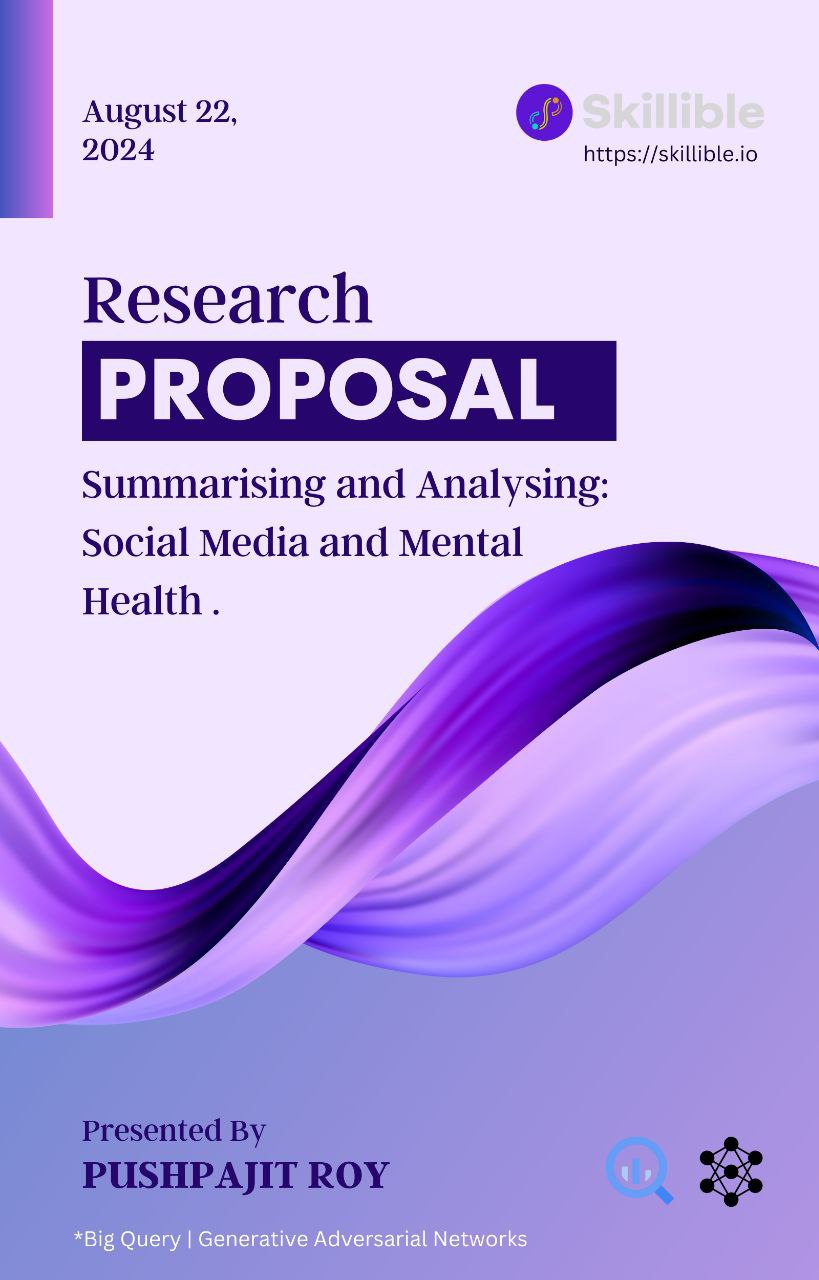 August 22,
2024
Skillible
https://skillible.io
Research
PROPOSAL
Summarising and Analysing:
Social Media and Mental
Health .
Presented By
PUSHPAJIT ROY
*Big Query | Generative Adversarial Networks